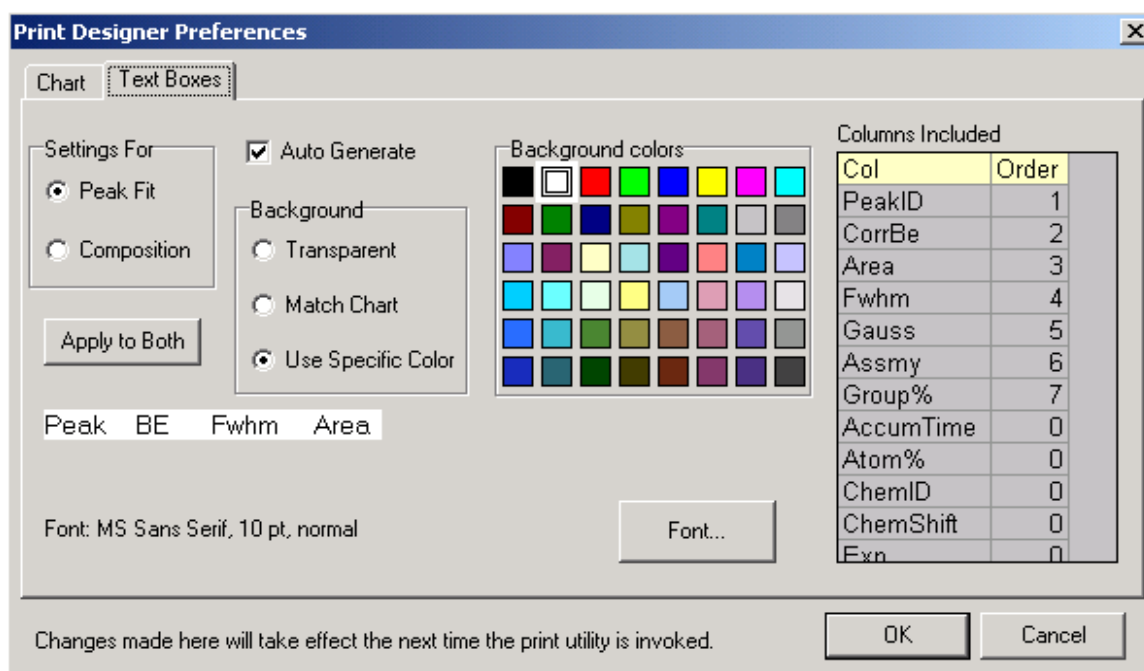 Print Designer Preferences
Chart Text Boxes
Settings For
Peak Fit
Composition
Apply to Both
Auto Generate
Background
Transparent
Match Chart
Use Specific Color
Background colors
Columns Included
Col Order
PeakID 1
CorrBe 2
Area 3
Fwhm 4
Gauss 5
Assmy 6
Group% 7
AccumTime 0
Atom% 0
ChemID 0
ChemShift 0
Exp 0
Peak BE Fwhm Area
Font: MS Sans Serif, 10 pt, normal
Font...
Changes made here will take effect the next time the print utility is invoked.
OK Cancel